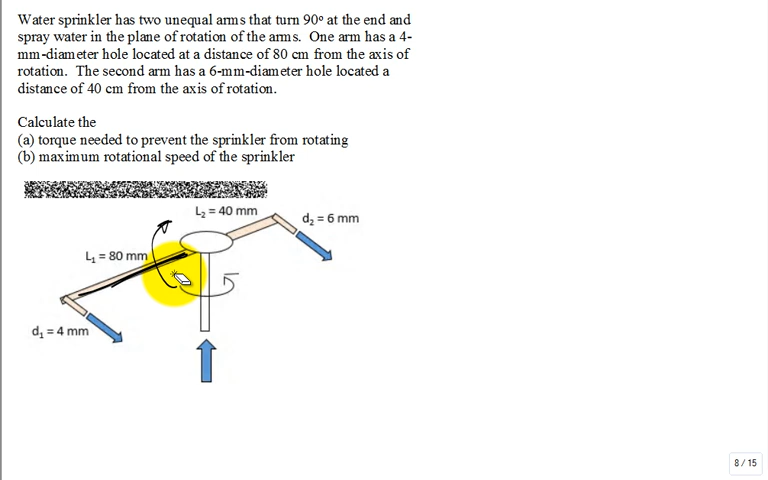 Water sprinkler has two unequal arms that turn 90° at the end and
spray water in the plane of rotation of the arms. One arm has a 4-
mm-diameter hole located at a distance of 80 cm from the axis of
rotation. The second arm has a 6-mm-diameter hole located a
distance of 40 cm from the axis of rotation.
Calculate the
(a) torque needed to prevent the sprinkler from rotating
(b) maximum rotational speed of the sprinkler
L₂ = 40 mm
d₂ = 6 mm
L₁ = 80 mm
d₁ = 4 mm
8 / 15